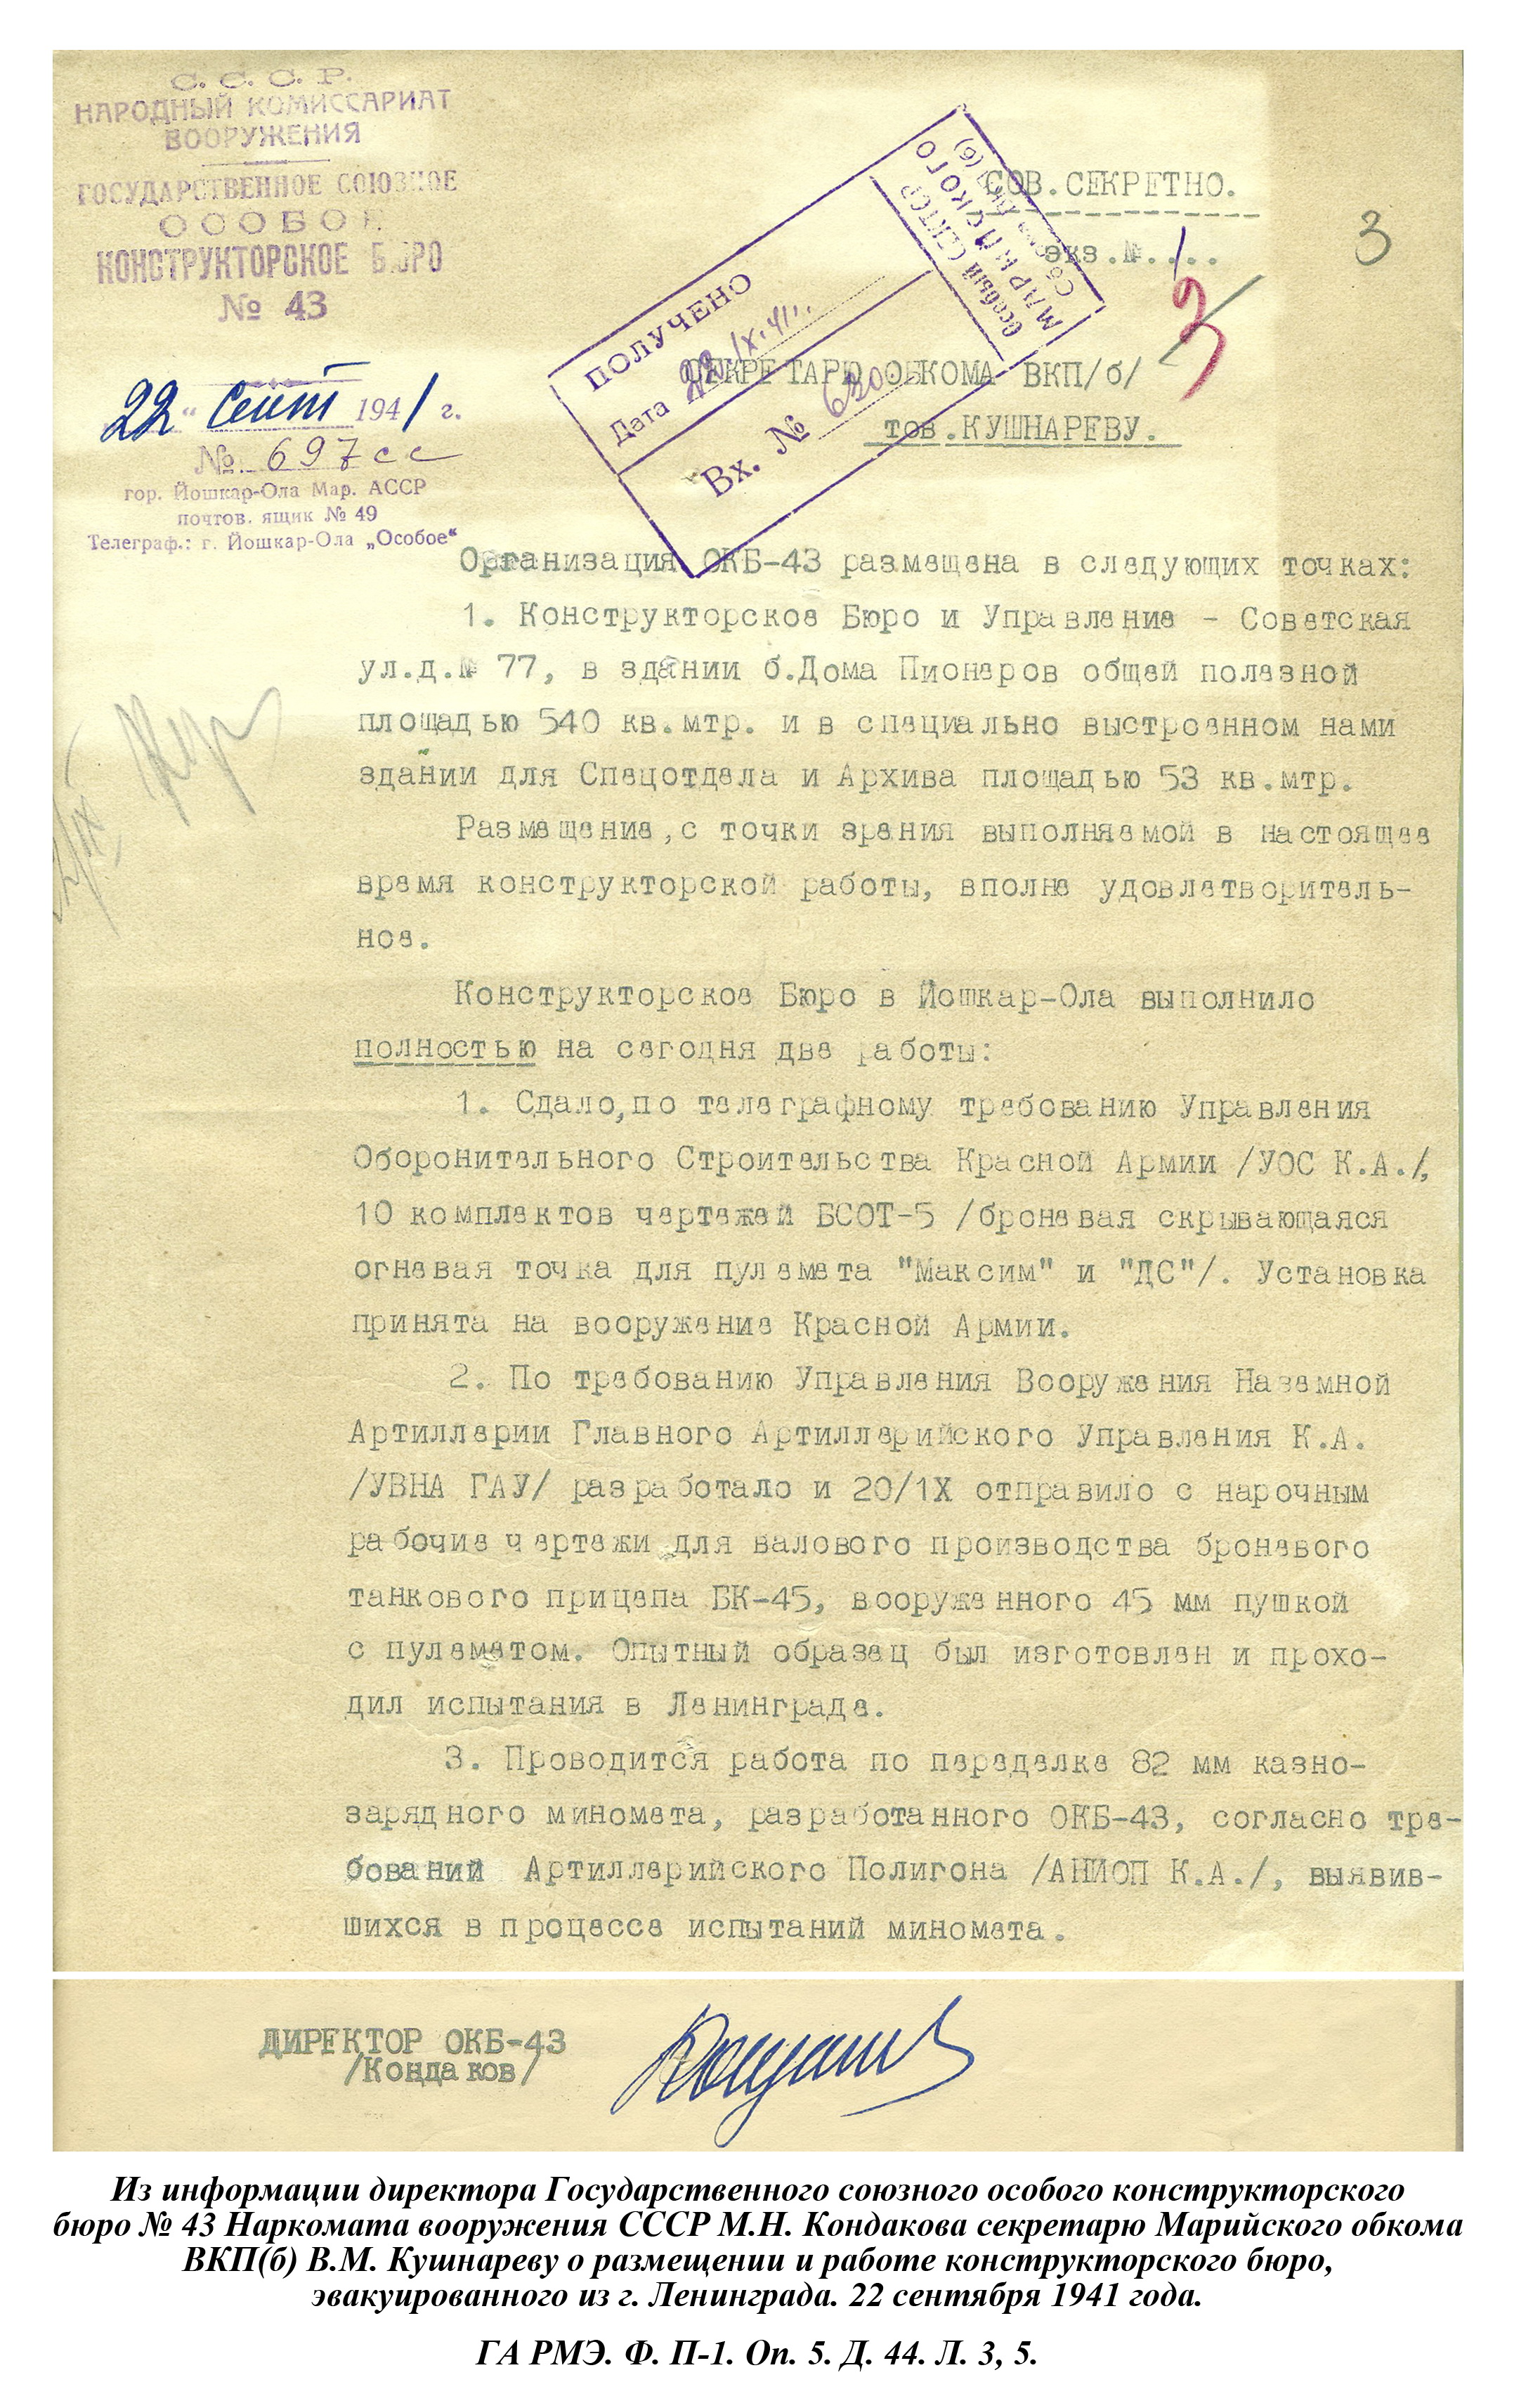 С. С. С. Р.
НАРОДНЫЙ КОМИССАРИАТ
ВООРУЖЕНИЯ
ГОСУДАРСТВЕННОЕ СОЮЗНОЕ
ОСОБОЕ
КОНСТРУКТОРСКОЕ БЮРО
№ 43
22 " Сент 1941 г.
№ 697сс
гор. Йошкар-Ола Мар. АССР
почтов. ящик № 49
Телеграф.: г. Йошкар-Ола „Особое“
ПОЛУЧЕНО
Дата 22.IX.41г.
Вх. № 630
Особый сектор
МАРИЙСКОГО
СОВ.СЕКРЕТНО.
экз.№ 1...
3
3
СЕКРЕТАРЮ ОБКОМА ВКП/б/
тов.КУШНАРЕВУ.
Организация ОКБ-43 размещена в следующих точках:
1. Конструкторское Бюро и Управление - Советская
ул.д.№ 77, в здании б.Дома Пионеров общей полезной
площадью 540 кв.мтр. и в специально выстроенном нами
здании для Спецотдела и Архива площадью 53 кв.мтр.
Размещение,с точки зрения выполняемой в настоящее
время конструкторской работы, вполне удовлетворитель-
ное.
Конструкторское Бюро в Йошкар-Ола выполнило
полностью на сегодня две работы:
1. Сдало,по телеграфному требованию Управления
Оборонительного Строительства Красной Армии /УОС К.А./,
10 комплектов чертежей БСОТ-5 /броневая скрывающаяся
огневая точка для пулемета "Максим" и "ДС"/. Установка
принята на вооружение Красной Армии.
2. По требованию Управления Вооружения Наземной
Артиллерии Главного Артиллерийского Управления К.А.
/УВНА ГАУ/ разработало и 20/1X отправило с нарочным
рабочие чертежи для валового производства броневого
танкового прицепа БК-45, вооруженного 45 мм пушкой
с пулеметом. Опытный образец был изготовлен и прохо-
дил испытания в Ленинграде.
3. Проводится работа по переделке 82 мм казно-
зарядного миномета, разработанного ОКБ-43, согласно тре-
бований Артиллерийского Полигона /АНИОП К.А./, выявив-
шихся в процессе испытаний миномета.
ДИРЕКТОР ОКБ-43
/Кондаков/
Из информации директора Государственного союзного особого конструкторского
бюро № 43 Наркомата вооружения СССР М.Н. Кондакова секретарю Марийского обкома
ВКП(б) В.М. Кушнареву о размещении и работе конструкторского бюро,
эвакуированного из г. Ленинграда. 22 сентября 1941 года.
ГА РМЭ. Ф. П-1. Оп. 5. Д. 44. Л. 3, 5.